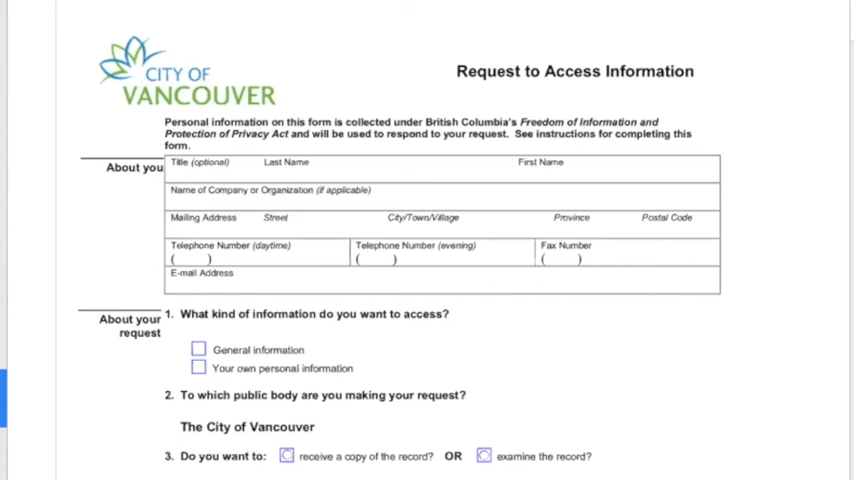 CITY OF
VANCOUVER
Request to Access Information
Personal information on this form is collected under British Columbia's Freedom of Information and
Protection of Privacy Act and will be used to respond to your request. See instructions for completing this
form.
About you
Title (optional) Last Name First Name
Name of Company or Organization (if applicable)
Mailing Address Street City/Town/Village Province Postal Code
Telephone Number (daytime) Telephone Number (evening) Fax Number
( ) ( ) ( )
E-mail Address
About your request
1. What kind of information do you want to access?
General information
Your own personal information
2. To which public body are you making your request?
The City of Vancouver
3. Do you want to: receive a copy of the record? OR examine the record?